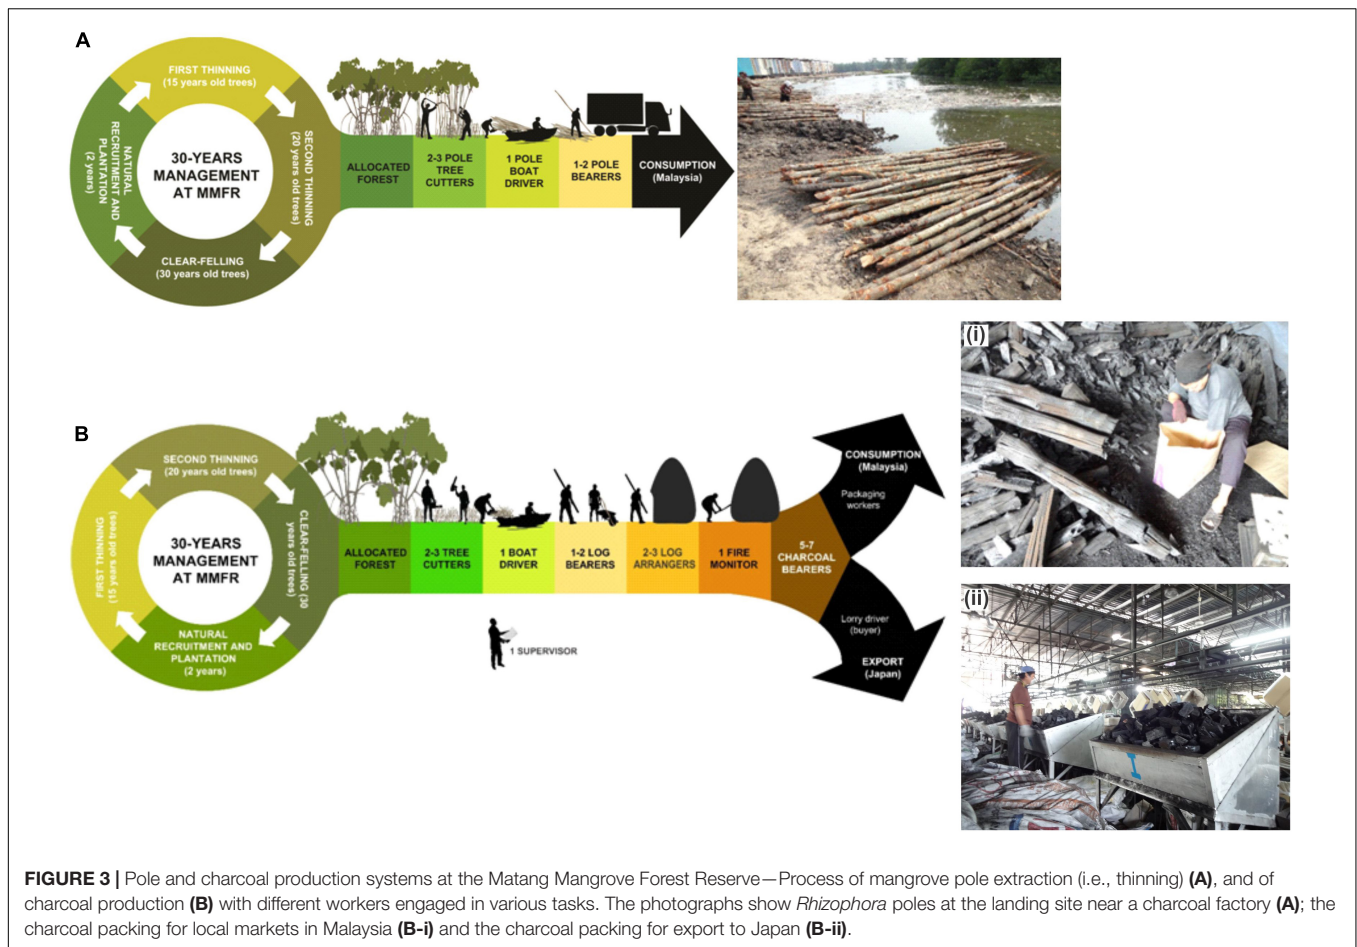 A
FIRST THINNING
(15 years old trees)
SECOND THINNING
(20 years old trees)
CLEAR-FELLING
(30 years old trees)
NATURAL
RECRUITMENT AND
PLANTATION
(2 years)
30-YEARS
MANAGEMENT
AT MMFR
ALLOCATED
FOREST
2-3 POLE
TREE
CUTTERS
1 POLE
BOAT
DRIVER
1-2 POLE
BEARERS
CONSUMPTION
(Malaysia)
B
SECOND THINNING
(20 years old trees)
CLEAR-FELLING (30
years old trees)
NATURAL
RECRUITMENT AND
PLANTATION
(2 years)
FIRST THINNING
(15 years old trees)
30-YEARS
MANAGEMENT
AT MMFR
ALLOCATED
FOREST
2-3 TREE
CUTTERS
1 BOAT
DRIVER
1-2 LOG
BEARERS
2-3 LOG
ARRANGERS
1 FIRE
MONITOR
5-7
CHARCOAL
BEARERS
CONSUMPTION
(Malaysia)
Packaging
workers
Lorry driver
(buyer)
EXPORT
(Japan)
1 SUPERVISOR
(i)
(ii)
I
FIGURE 3 | Pole and charcoal production systems at the Matang Mangrove Forest Reserve—Process of mangrove pole extraction (i.e., thinning) (A), and of
charcoal production (B) with different workers engaged in various tasks. The photographs show Rhizophora poles at the landing site near a charcoal factory (A); the
charcoal packing for local markets in Malaysia (B-i) and the charcoal packing for export to Japan (B-ii).